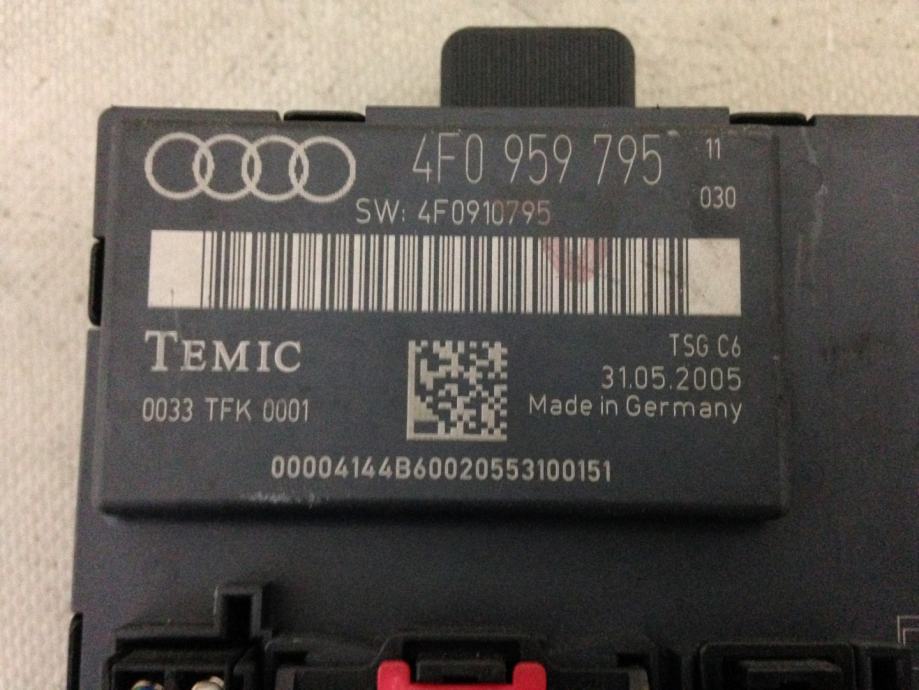 4F0 959 795 11
030
SW: 4F0910795
TEMIC
TSG C6
31.05.2005
0033 TFK 0001
Made in Germany
00004144B60020553100151